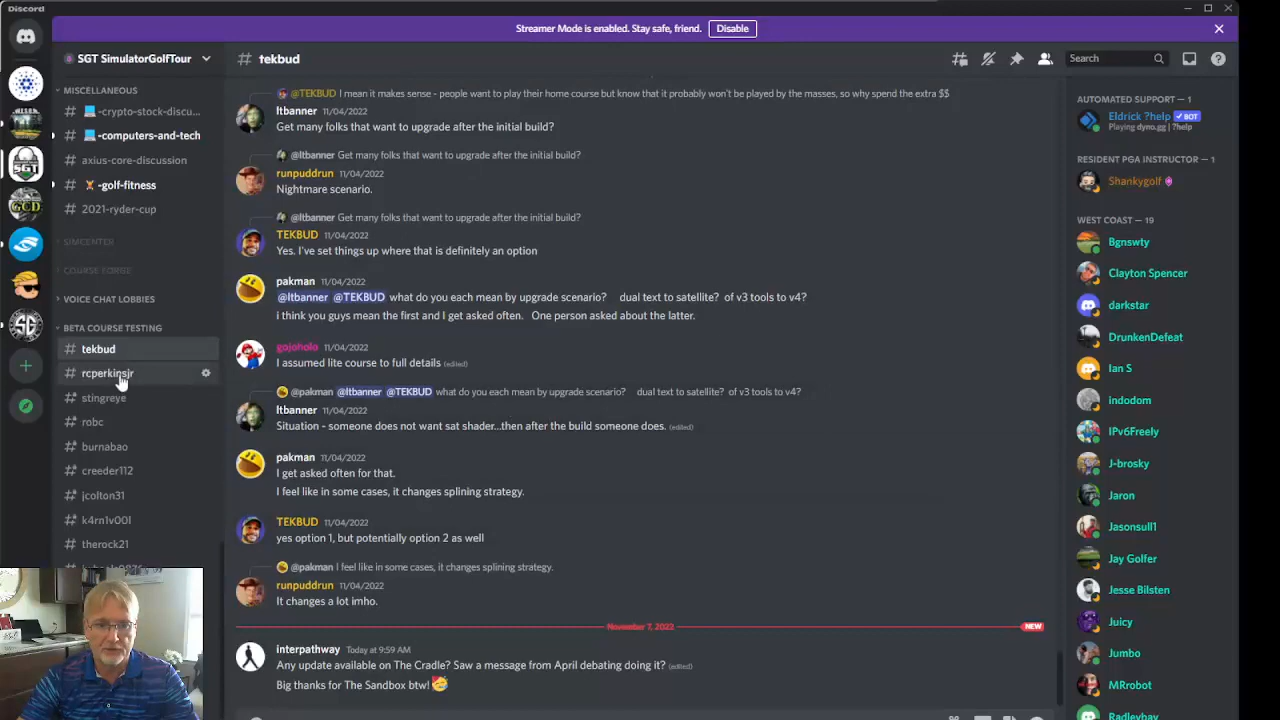 Discord
Streamer Mode is enabled. Stay safe, friend.
Disable
SGT SimulatorGolfTour
tekbud
Search
MISCELLANEOUS
-crypto-stock-discu...
-computers-and-tech
axius-core-discussion
-golf-fitness
2021-ryder-cup
SIMCENTER
COURSE FORGE
VOICE CHAT LOBBIES
BETA COURSE TESTING
tekbud
rcperkinsjr
stingreye
robc
burnabao
creeder112
jcolton31
k4rn1v00l
therock21
@TEKBUD I mean it makes sense - people want to play their home course but know that it probably won't be played by the masses, so why spend the extra $$
ltbanner 11/04/2022
Get many folks that want to upgrade after the initial build?
@ltbanner Get many folks that want to upgrade after the initial build?
runpuddrun 11/04/2022
Nightmare scenario.
@ltbanner Get many folks that want to upgrade after the initial build?
TEKBUD 11/04/2022
Yes. I've set things up where that is definitely an option
pakman 11/04/2022
@ltbanner @TEKBUD what do you each mean by upgrade scenario? dual text to satellite? of v3 tools to v4?
i think you guys mean the first and I get asked often. One person asked about the latter.
gojoholo 11/04/2022
I assumed lite course to full details (edited)
@pakman @ltbanner @TEKBUD what do you each mean by upgrade scenario? dual text to satellite? of v3 tools to v4?
ltbanner 11/04/2022
Situation - someone does not want sat shader...then after the build someone does. (edited)
pakman 11/04/2022
I get asked often for that.
I feel like in some cases, it changes splining strategy.
TEKBUD 11/04/2022
yes option 1, but potentially option 2 as well
@pakman I feel like in some cases, it changes splining strategy.
runpuddrun 11/04/2022
It changes a lot imho.
November 7, 2022
NEW
interpathway Today at 9:59 AM
Any update available on The Cradle? Saw a message from April debating doing it? (edited)
Big thanks for The Sandbox btw!
AUTOMATED SUPPORT — 1
Eldrick ?help ✓ BOT
Playing dyno.gg | ?help
RESIDENT PGA INSTRUCTOR — 1
Shankygolf
WEST COAST — 19
Bgnswty
Clayton Spencer
darkstar
DrunkenDefeat
Ian S
indodom
IPv6Freely
J-brosky
Jaron
Jasonsull1
Jay Golfer
Jesse Bilsten
Juicy
Jumbo
MRrobot
Radleybay